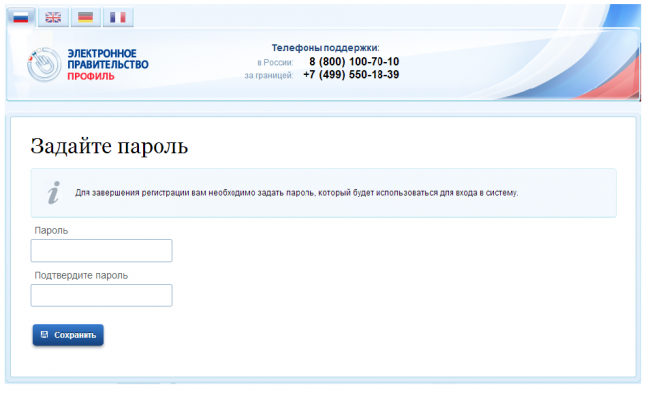 ЭЛЕКТРОННОЕ
ПРАВИТЕЛЬСТВО
ПРОФИЛЬ
Телефоны поддержки:
в России: 8 (800) 100-70-10
за границей: +7 (499) 550-18-39
Задайте пароль
Для завершения регистрации вам необходимо задать пароль, который будет использоваться для входа в систему.
Пароль
Подтвердите пароль
Сохранить